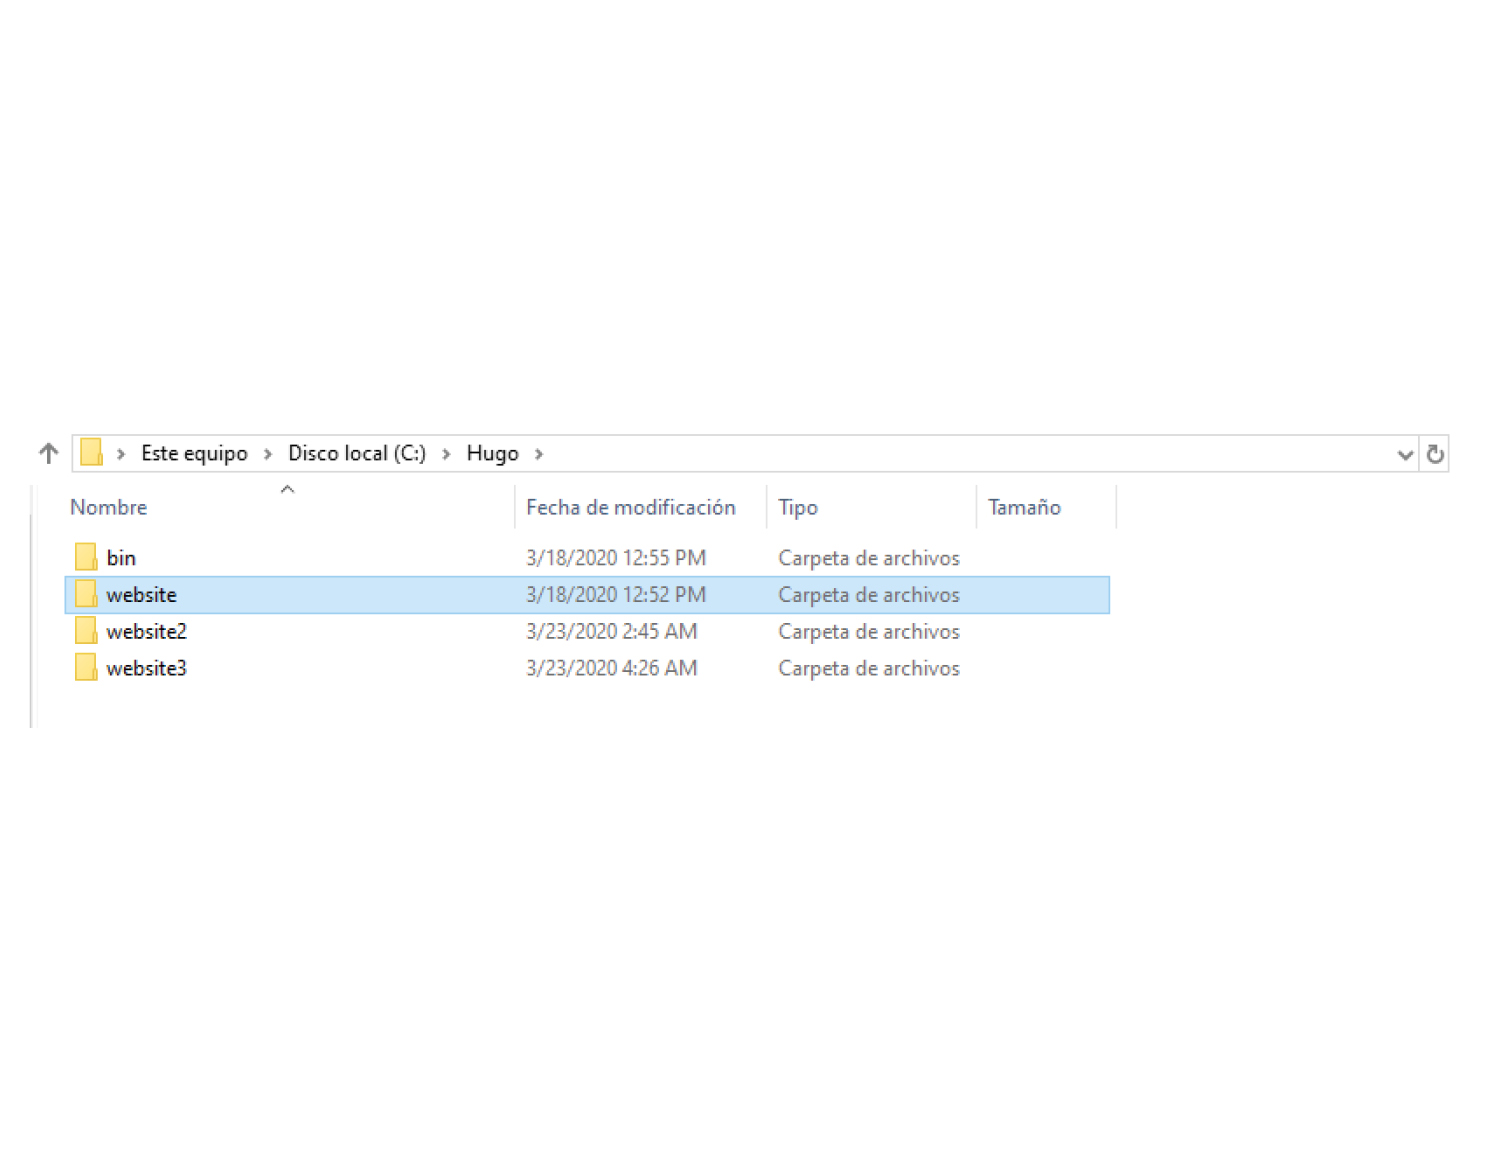 Este equipo > Disco local (C:) > Hugo >
Nombre Fecha de modificación Tipo Tamaño
bin 3/18/2020 12:55 PM Carpeta de archivos
website 3/18/2020 12:52 PM Carpeta de archivos
website2 3/23/2020 2:45 AM Carpeta de archivos
website3 3/23/2020 4:26 AM Carpeta de archivos